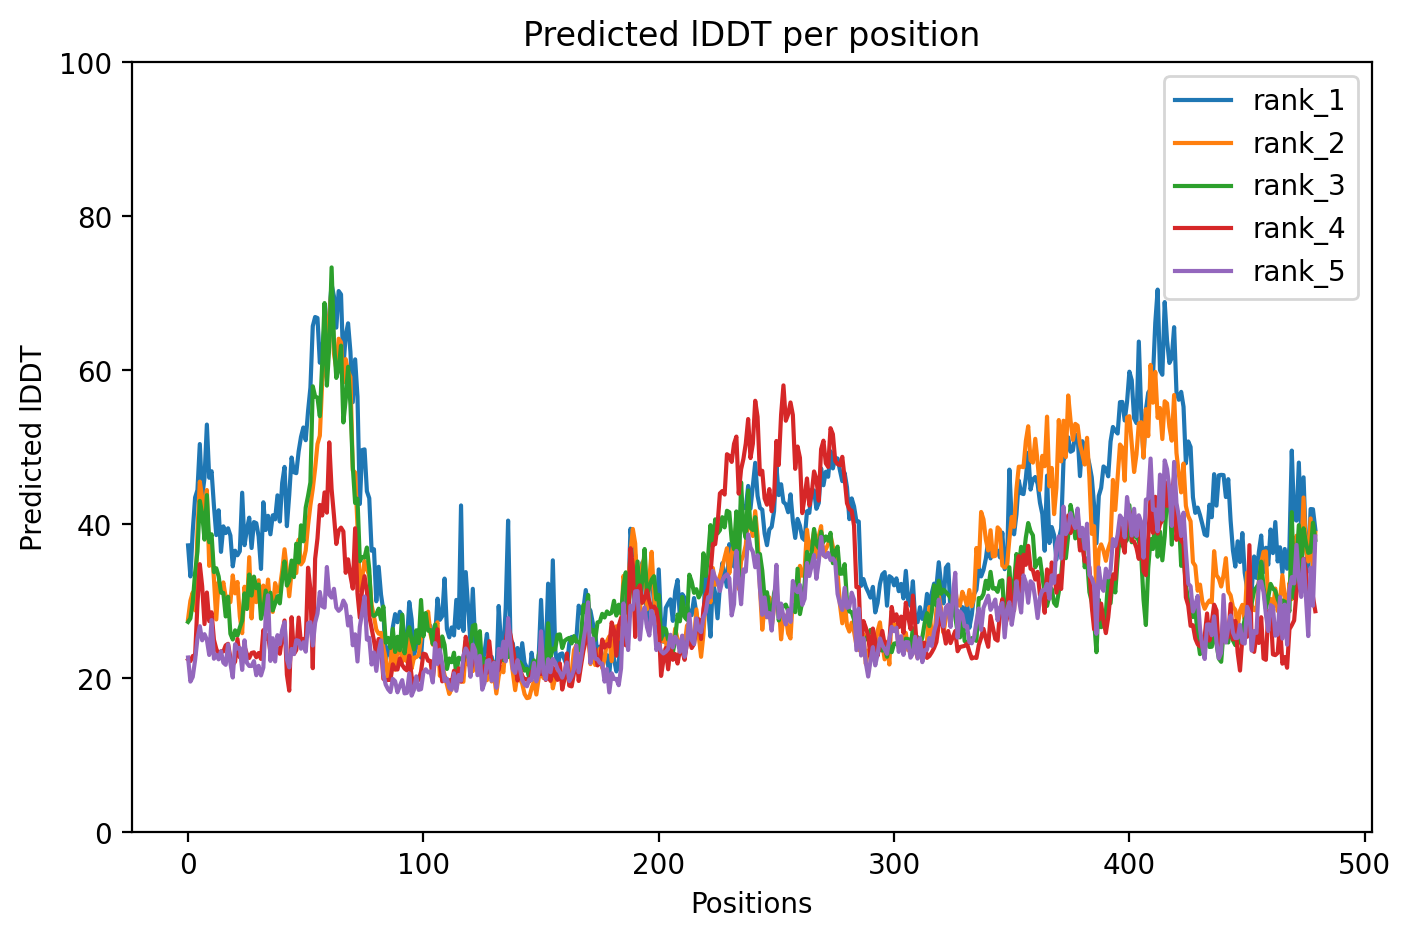 Predicted lDDT per position
100
80
60
40
20
0
Predicted lDDT
rank_1
rank_2
rank_3
rank_4
rank_5
0 100 200 300 400 500
Positions